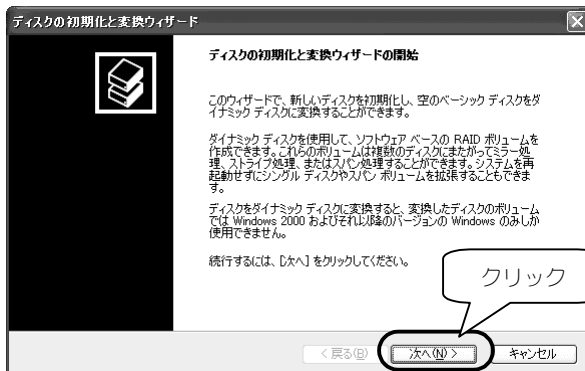 ディスクの初期化と変換ウィザード
ディスクの初期化と変換ウィザードの開始
このウィザードで、新しいディスクを初期化し、空のベーシック ディスクをダ
イナミック ディスクに変換することができます。
ダイナミック ディスクを使用して、ソフトウェア ベースの RAID ボリュームを
作成できます。これらのボリュームは複数のディスクにまたがってミラー処
理、ストライプ処理、またはスパン処理することができます。システムを再
起動せずにシングル ディスクやスパン ボリュームを拡張することもできま
す。
ディスクをダイナミック ディスクに変換すると、変換したディスクのボリューム
では Windows 2000 およびそれ以降のバージョンの Windows のみしか
使用できません。
続行するには、[次へ] をクリックしてください。
クリック
< 戻る(B) 次へ(N) > キャンセル